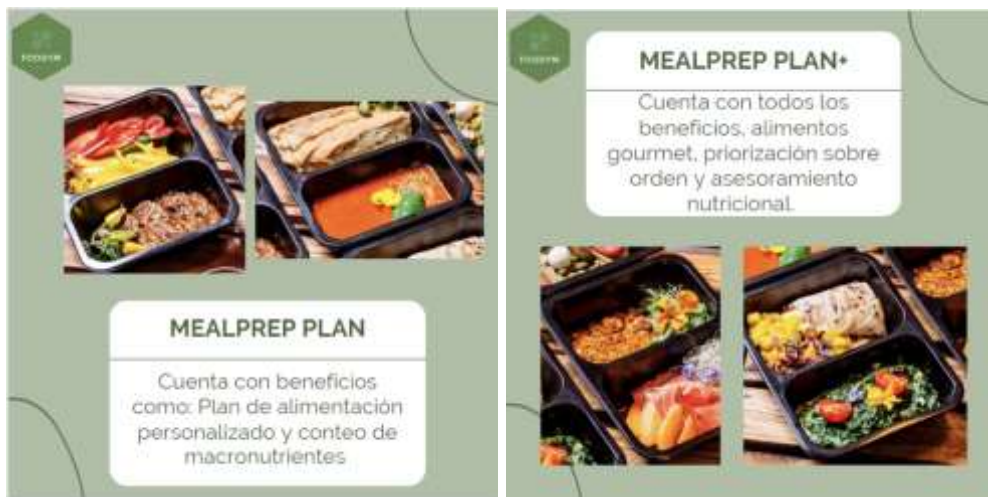 MEALPREP PLAN
Cuenta con beneficios
como: Plan de alimentación
personalizado y conteo de
macronutrientes
MEALPREP PLAN+
Cuenta con todos los
beneficios, alimentos
gourmet, priorización sobre
orden y asesoramiento
nutricional.